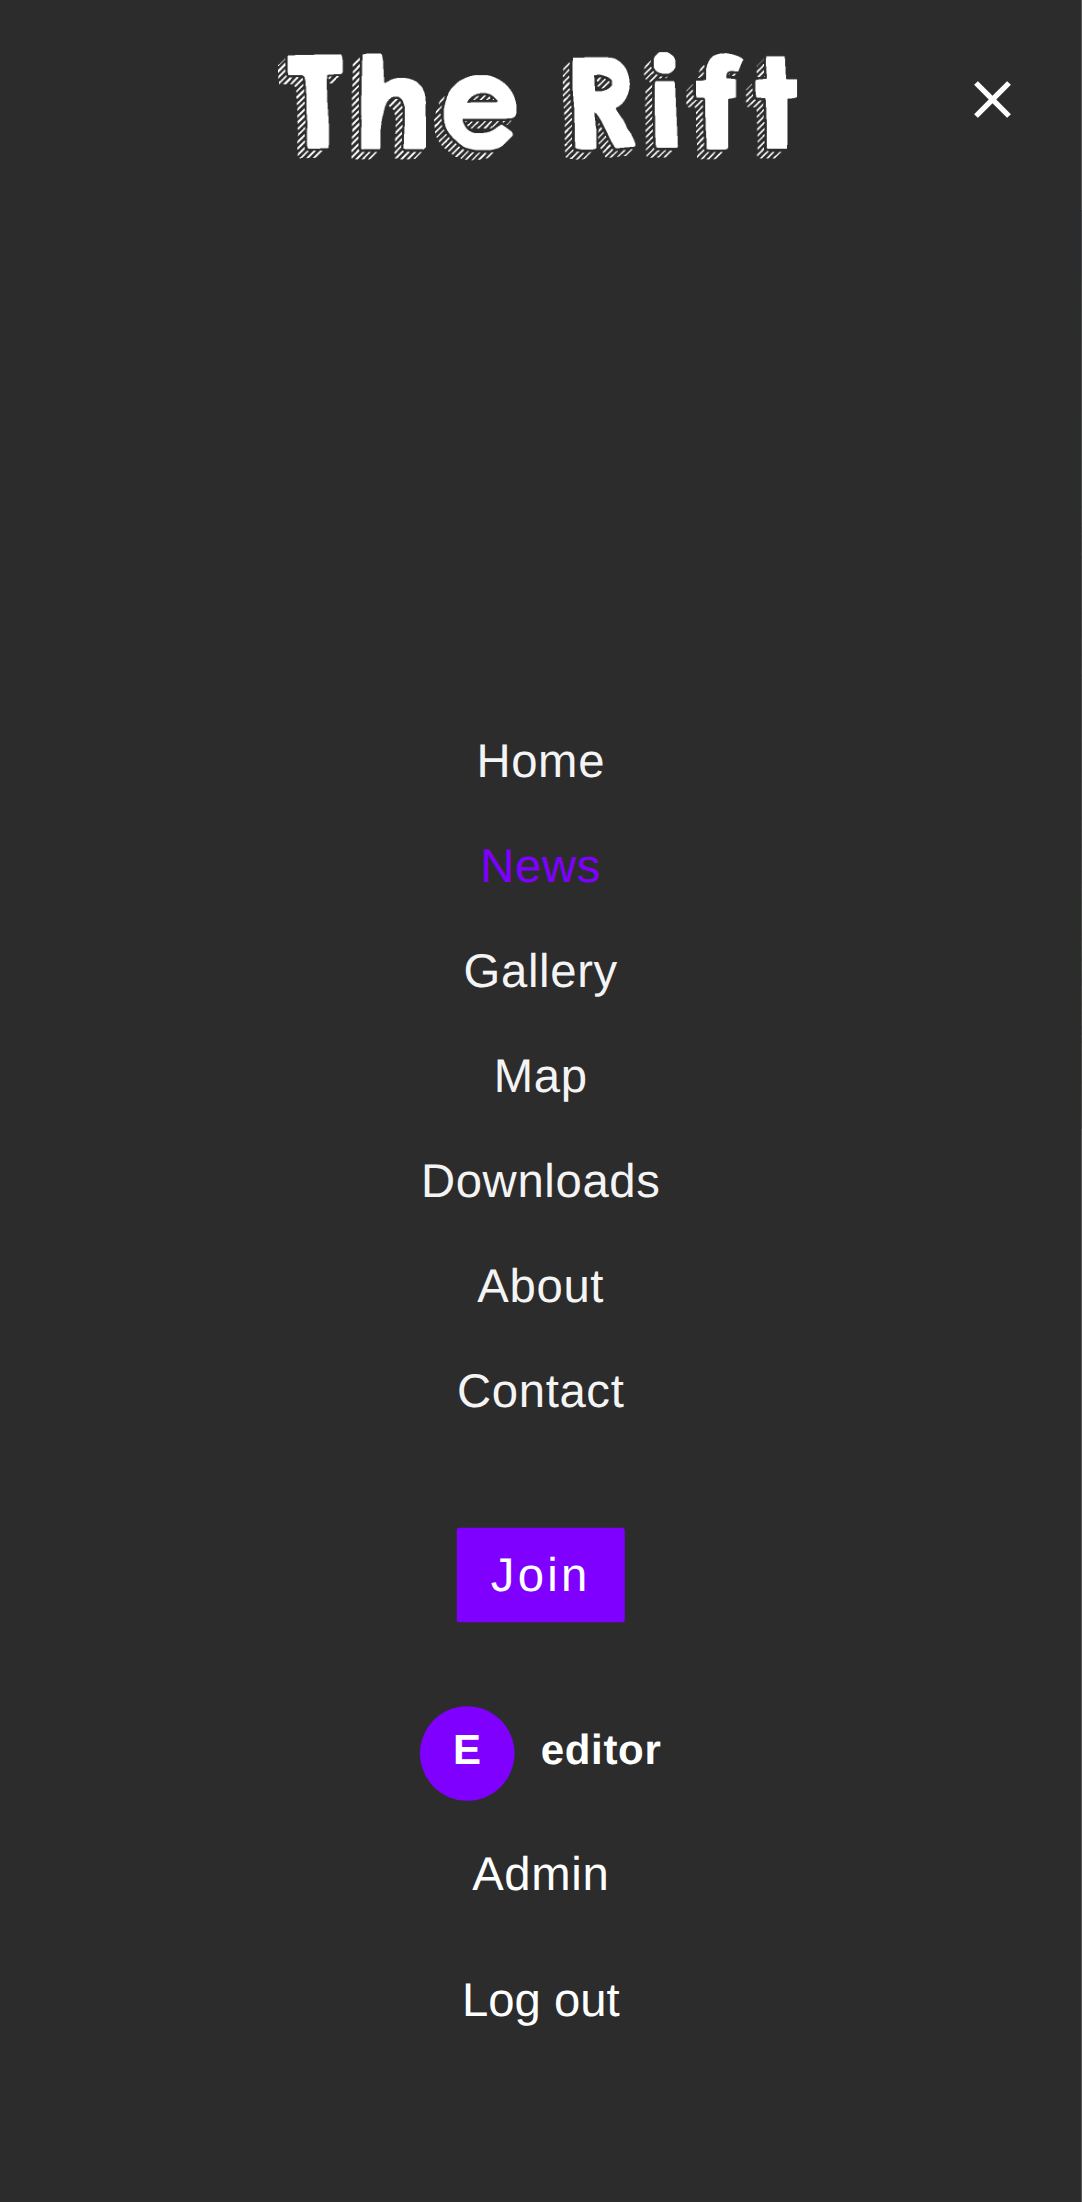 The Rift
Home
News
Gallery
Map
Downloads
About
Contact
Join
E editor
Admin
Log out